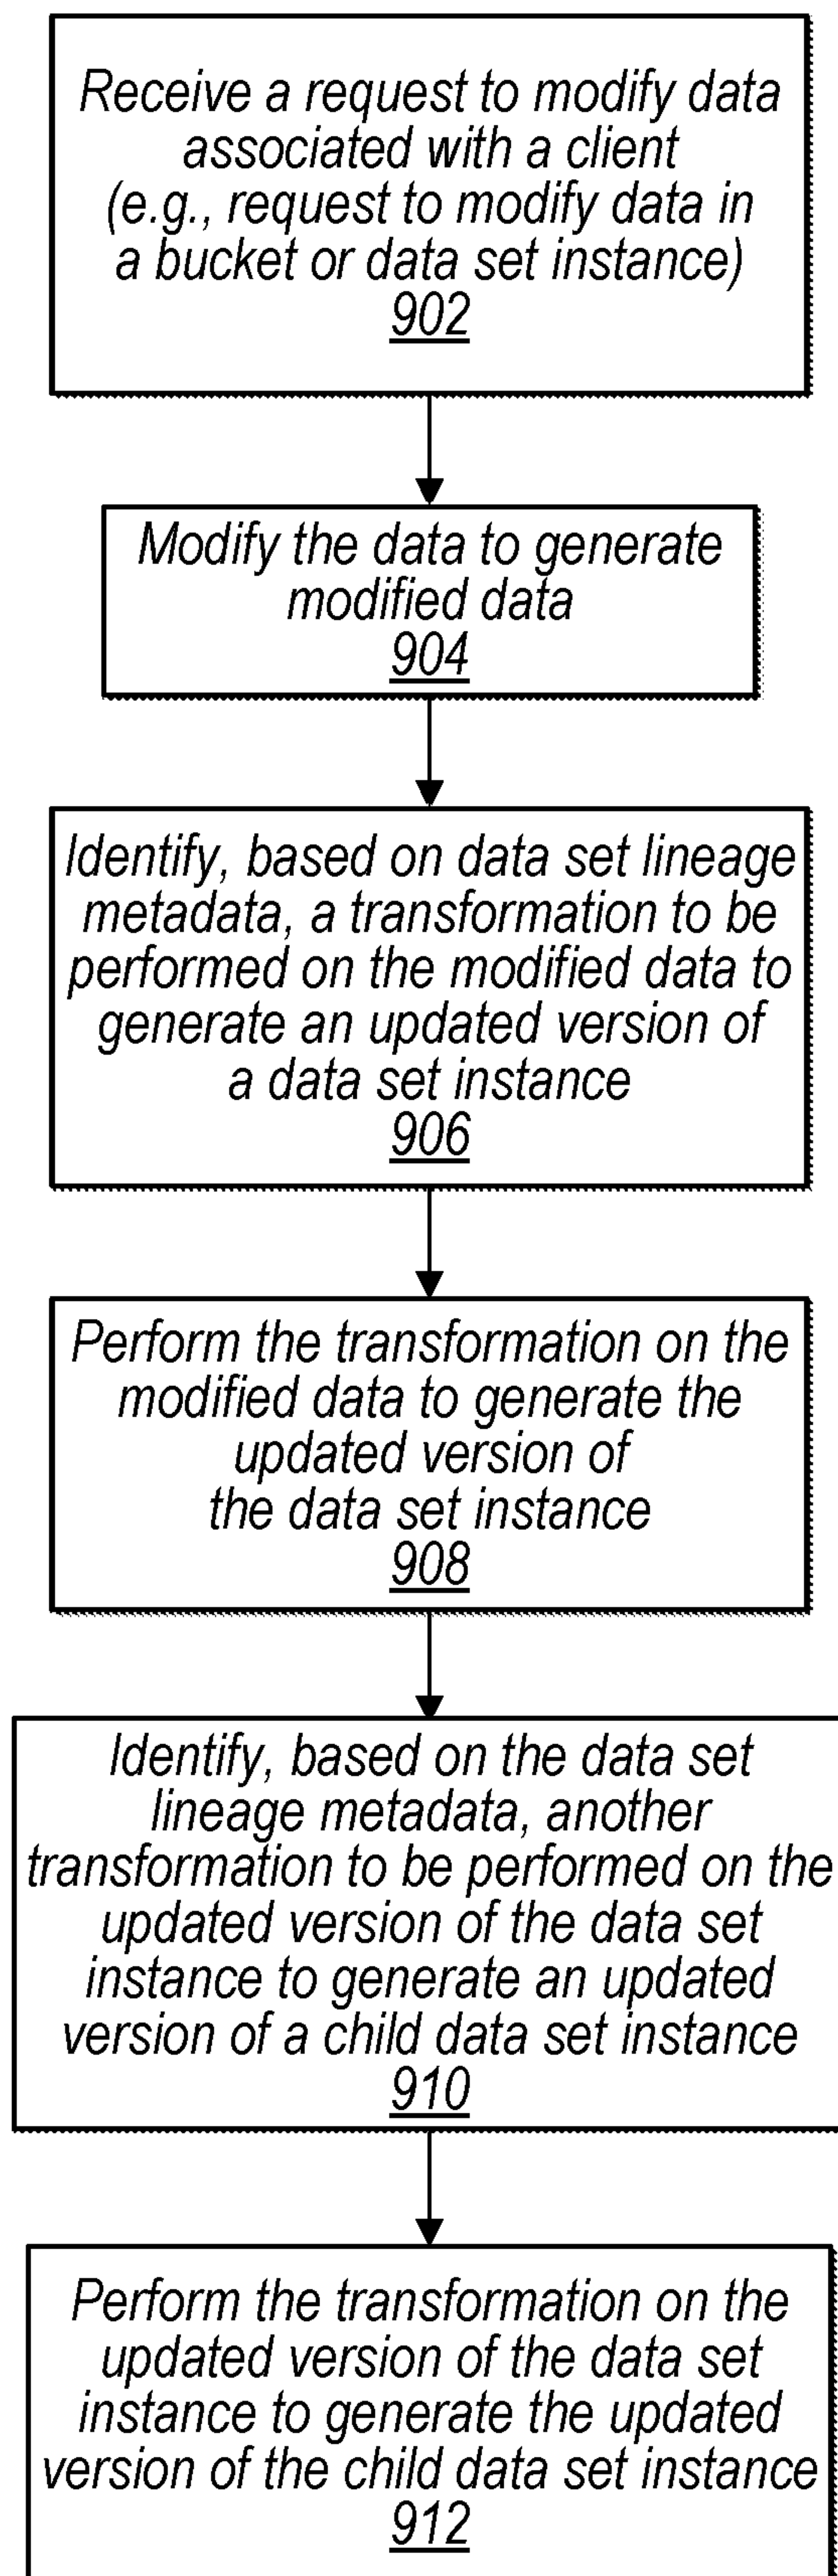 Receive a request to modify data
associated with a client
(e.g., request to modify data in
a bucket or data set instance)
902
Modify the data to generate
modified data
904
Identify, based on data set lineage
metadata, a transformation to be
performed on the modified data to
generate an updated version of
a data set instance
906
Perform the transformation on the
modified data to generate the
updated version of
the data set instance
908
Identify, based on the data set
lineage metadata, another
transformation to be performed on the
updated version of the data set
instance to generate an updated
version of a child data set instance
910
Perform the transformation on the
updated version of the data set
instance to generate the updated
version of the child data set instance
912